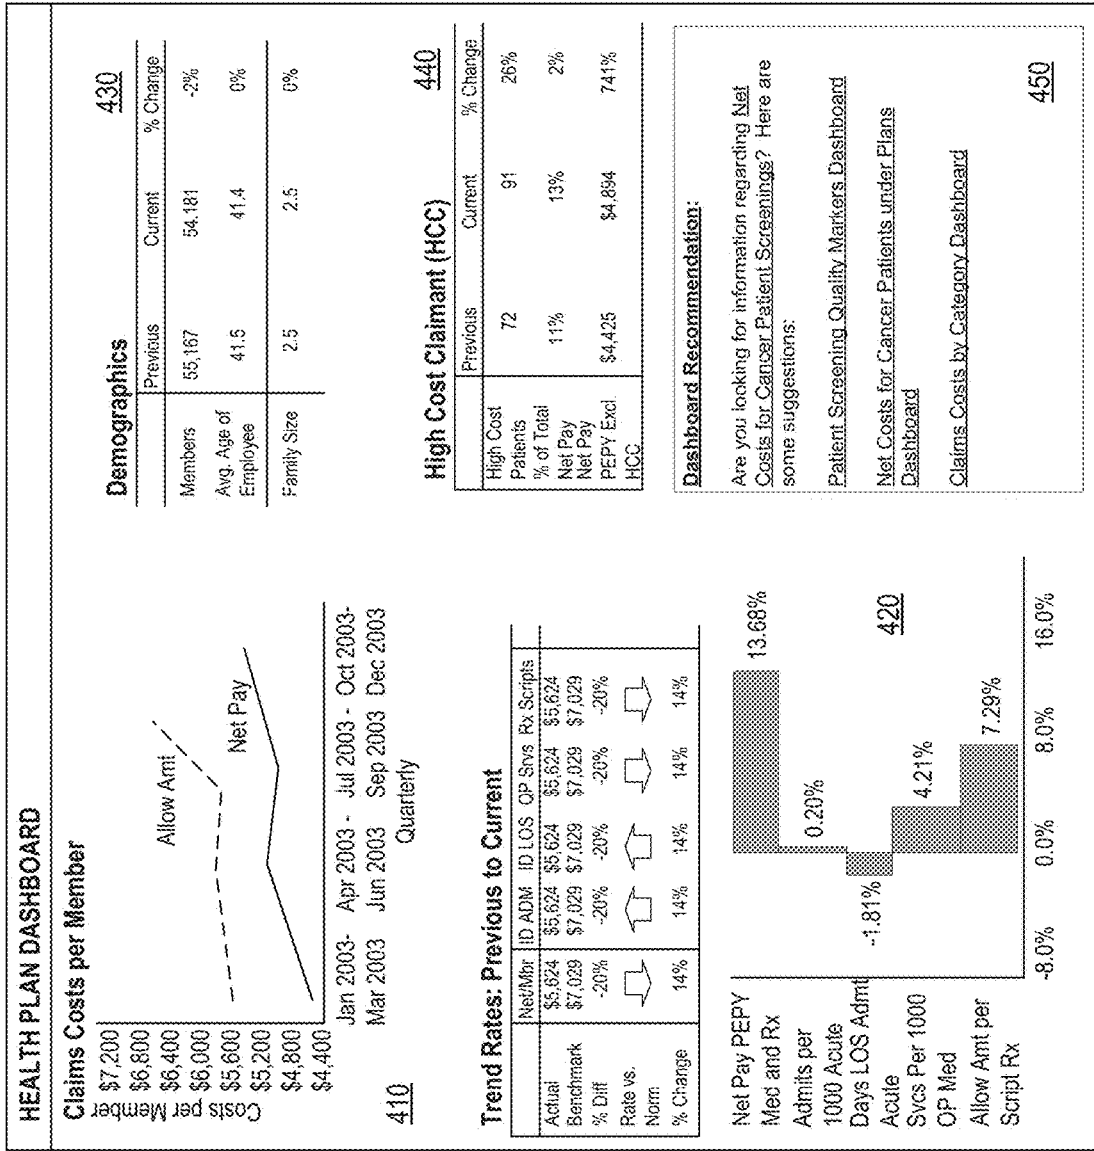 HEALTH PLAN DASHBOARD
Claims Costs per Member
Costs per Member
$7,200
$6,800
$6,400
$6,000
$5,600
$5,200
$4,800
$4,400
Allow Amt
Net Pay
Jan 2003- Apr 2003 - Jul 2003 - Oct 2003-
Mar 2003 Jun 2003 Sep 2003 Dec 2003
Quarterly
410
Trend Rates: Previous to Current
Net/Mbr ID ADM ID LOS OP Srvs Rx Scripts
Actual $5,624 $5,624 $5,624 $5,624 $5,624
Benchmark $7,029 $7,029 $7,029 $7,029 $7,029
% Diff -20% -20% -20% -20% -20%
Rate vs.
Norm
% Change 14% 14% 14% 14% 14%
Net Pay PEPY
Med and Rx
Admits per
1000 Acute
Days LOS Admt
Acute
Svcs Per 1000
OP Med
Allow Amt per
Script Rx
13.68%
0.20%
-1.81%
4.21%
7.29%
420
-8.0% 0.0% 8.0% 16.0%
Demographics
430
Previous Current % Change
Members 55,167 54.181 -2%
Avg. Age of
Employee 41.5 41.4 0%
Family Size 2.5 2.5 0%
High Cost Claimant (HCC)
440
Previous Current % Change
High Cost
Patients 72 91 26%
% of Total
Net Pay 11% 13% 2%
Net Pay
PEPY Excl. $4,425 $4,894 741%
HCC
Dashboard Recommendation:
Are you looking for information regarding Net
Costs for Cancer Patient Screenings? Here are
some suggestions:
Patient Screening Quality Markers Dashboard
Net Costs for Cancer Patients under Plans
Dashboard
Claims Costs by Category Dashboard
450